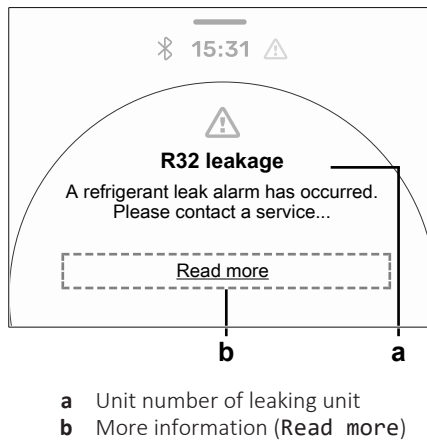 15:31
R32 leakage
A refrigerant leak alarm has occurred.
Please contact a service...
Read more
b a
a Unit number of leaking unit
b More information (Read more)